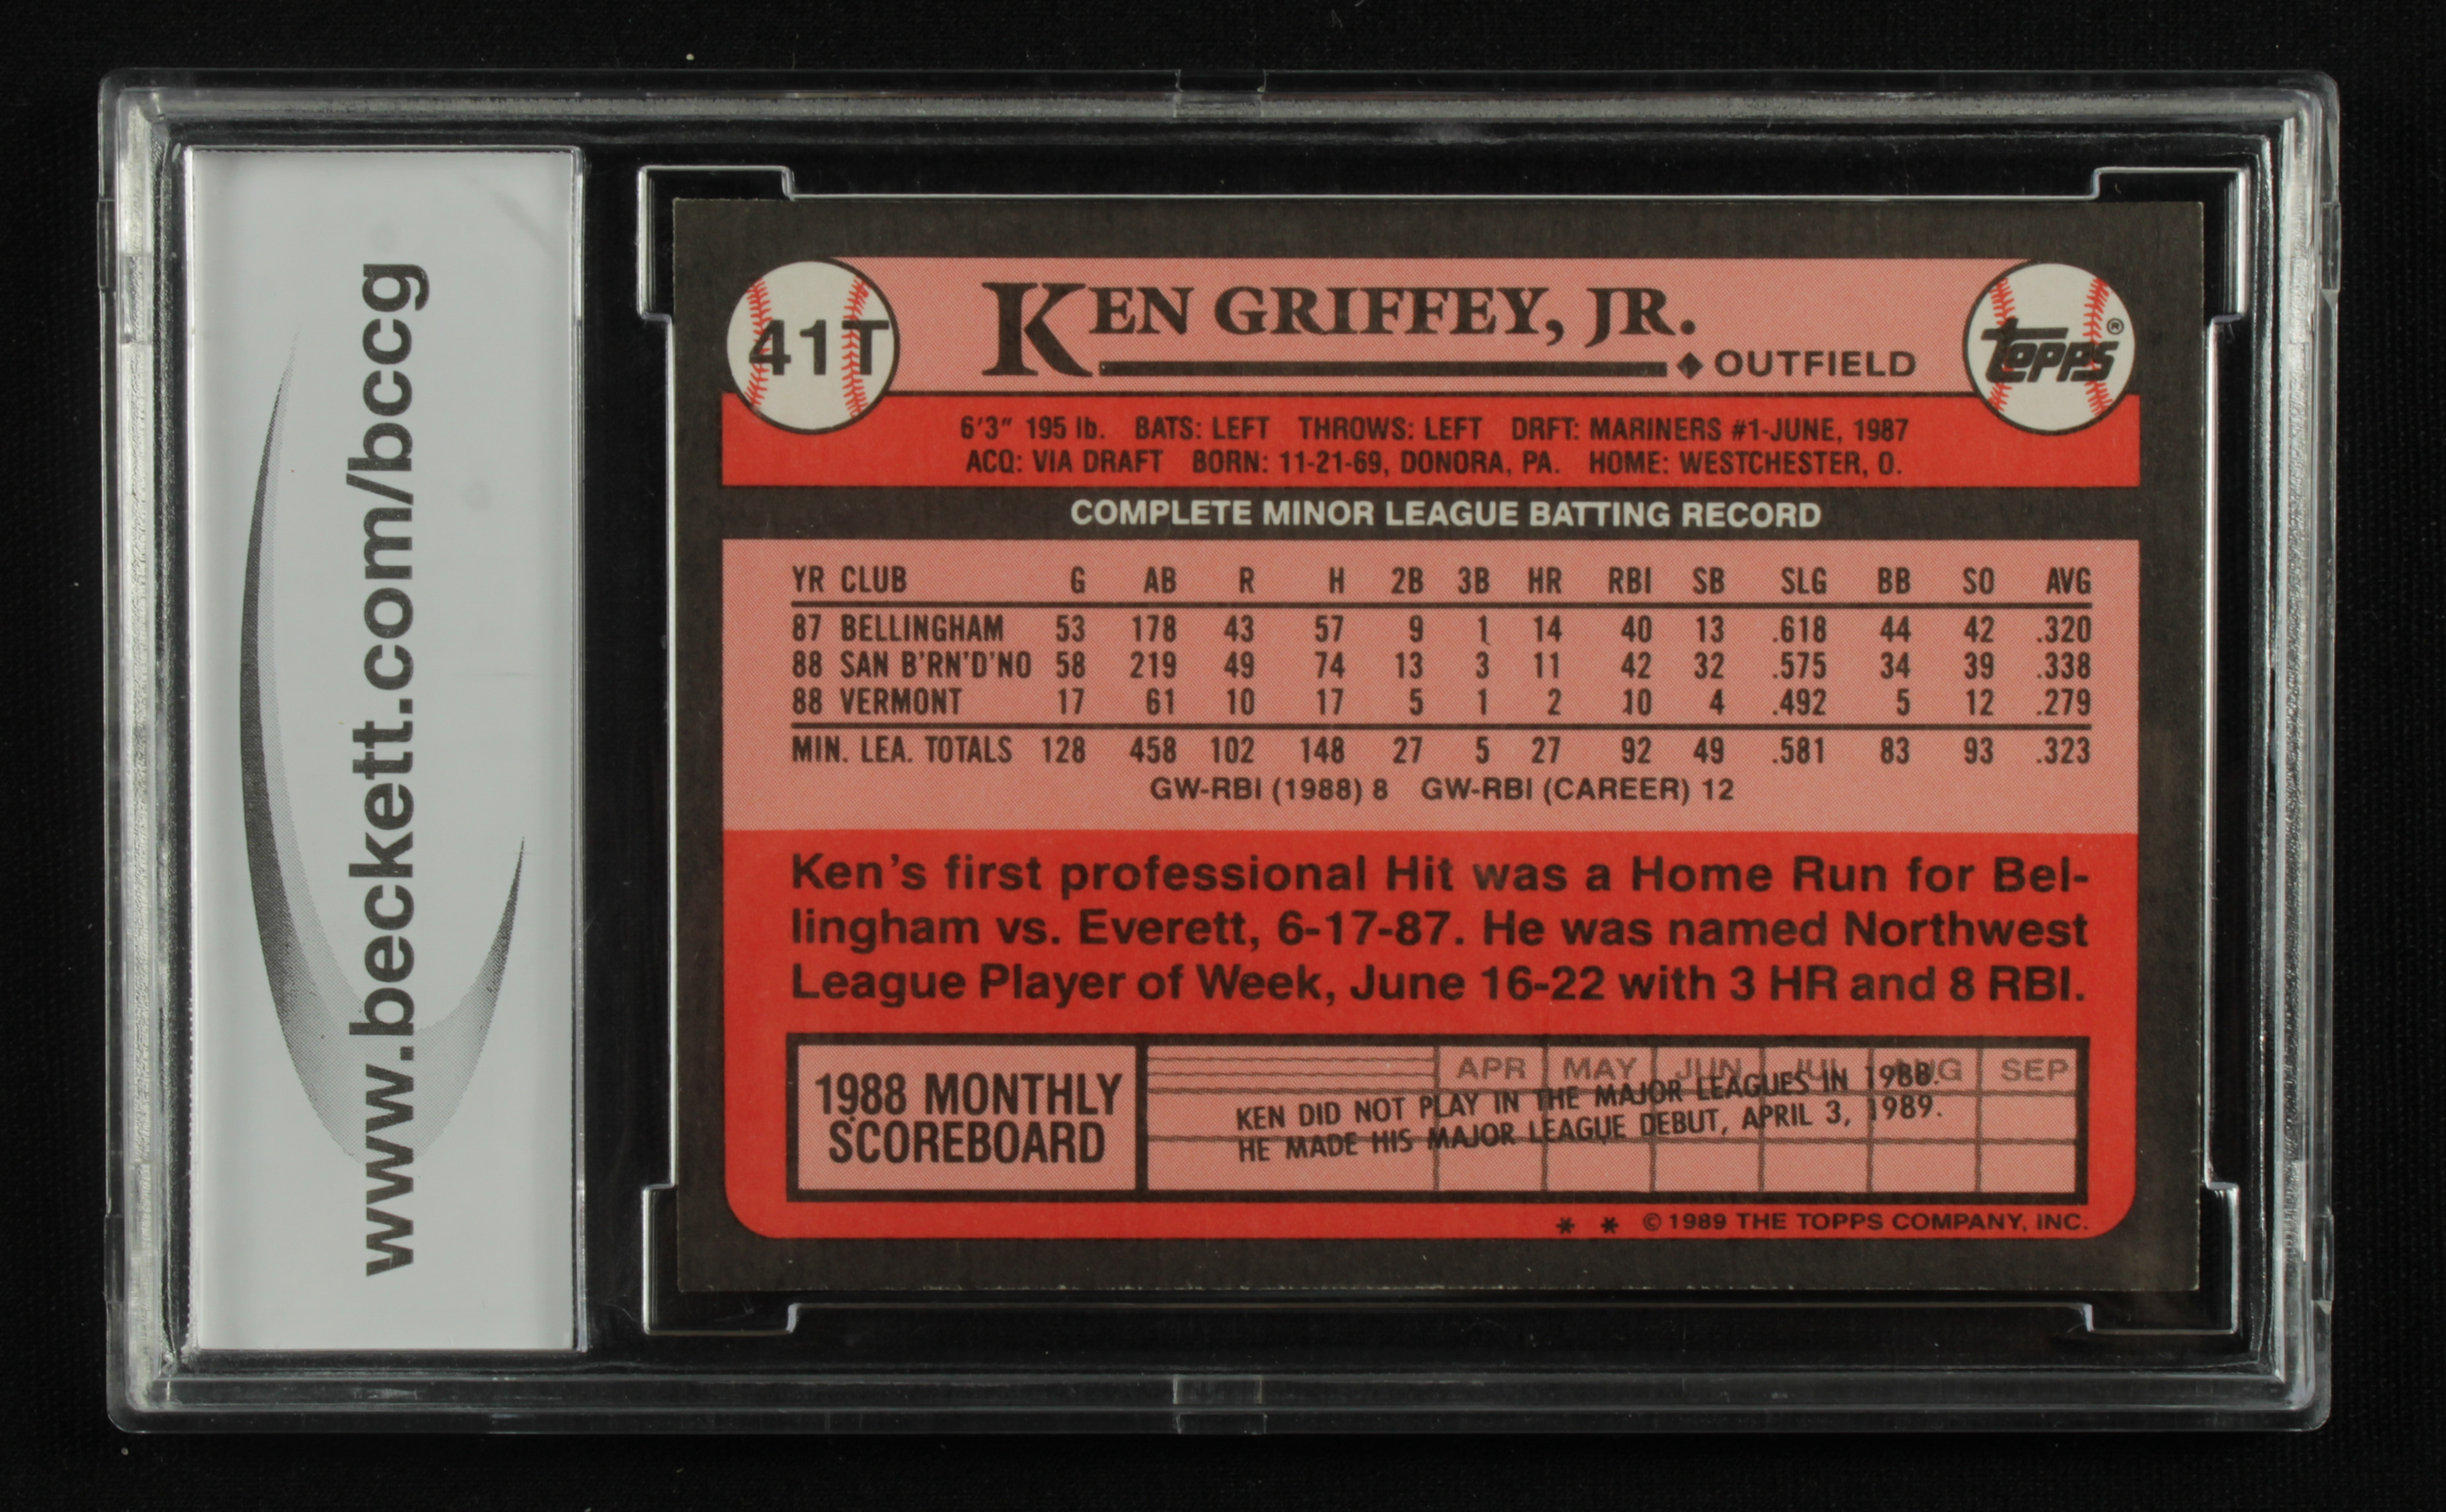 www.beckett.com/bccg
41T
KEN GRIFFEY, JR.
OUTFIELD
TOPPS®
6'3" 195 lb. BATS: LEFT THROWS: LEFT DRFT: MARINERS #1-JUNE, 1987
ACQ: VIA DRAFT BORN: 11-21-69, DONORA, PA. HOME: WESTCHESTER, O.
COMPLETE MINOR LEAGUE BATTING RECORD
YR CLUB G AB R H 2B 3B HR RBI SB SLG BB SO AVG
87 BELLINGHAM 53 178 43 57 9 1 14 40 13 .618 44 42 .320
88 SAN B'RN'D'NO 58 219 49 74 13 3 11 42 32 .575 34 39 .338
88 VERMONT 17 61 10 17 5 1 2 10 4 .492 5 12 .279
MIN. LEA. TOTALS 128 458 102 148 27 5 27 92 49 .581 83 93 .323
GW-RBI (1988) 8 GW-RBI (CAREER) 12
Ken's first professional Hit was a Home Run for Bel-
lingham vs. Everett, 6-17-87. He was named Northwest
League Player of Week, June 16-22 with 3 HR and 8 RBI.
1988 MONTHLY
SCOREBOARD
APR MAY JUN JUL AUG SEP
KEN DID NOT PLAY IN THE MAJOR LEAGUES IN 1988.
HE MADE HIS MAJOR LEAGUE DEBUT, APRIL 3, 1989.
* * © 1989 THE TOPPS COMPANY, INC.